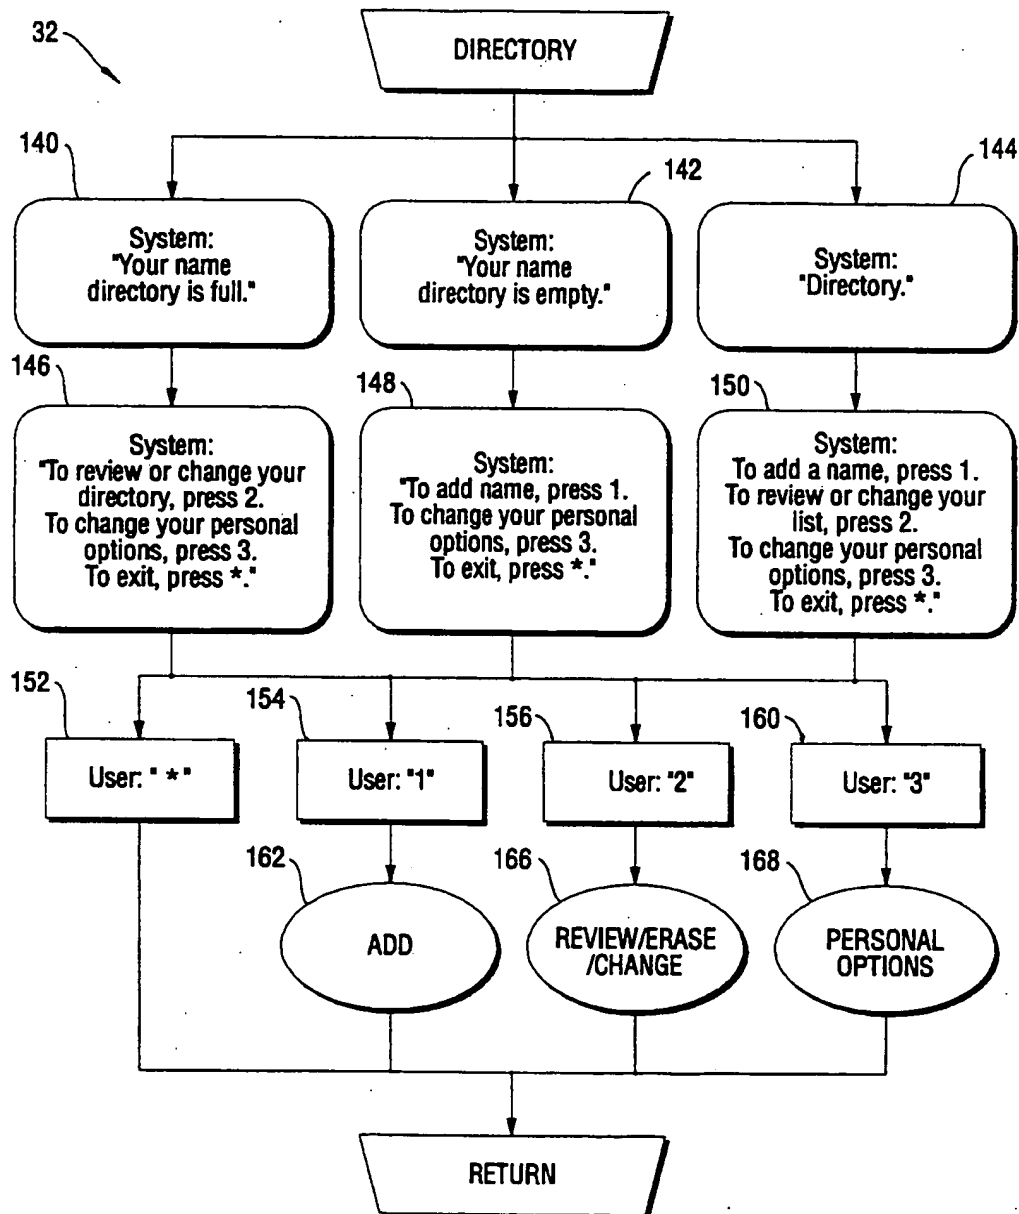 32
DIRECTORY
140
142
144
System:
"Your name
directory is full."
System:
"Your name
directory is empty."
System:
"Directory."
146
148
150
System:
"To review or change your
directory, press 2.
To change your personal
options, press 3.
To exit, press *."
System:
"To add name, press 1.
To change your personal
options, press 3.
To exit, press *."
System:
To add a name, press 1.
To review or change your
list, press 2.
To change your personal
options, press 3.
To exit, press *."
152
154
156
160
User: " *"
User: "1"
User: "2"
User: "3"
162
166
168
ADD
REVIEW/ERASE
/CHANGE
PERSONAL
OPTIONS
RETURN